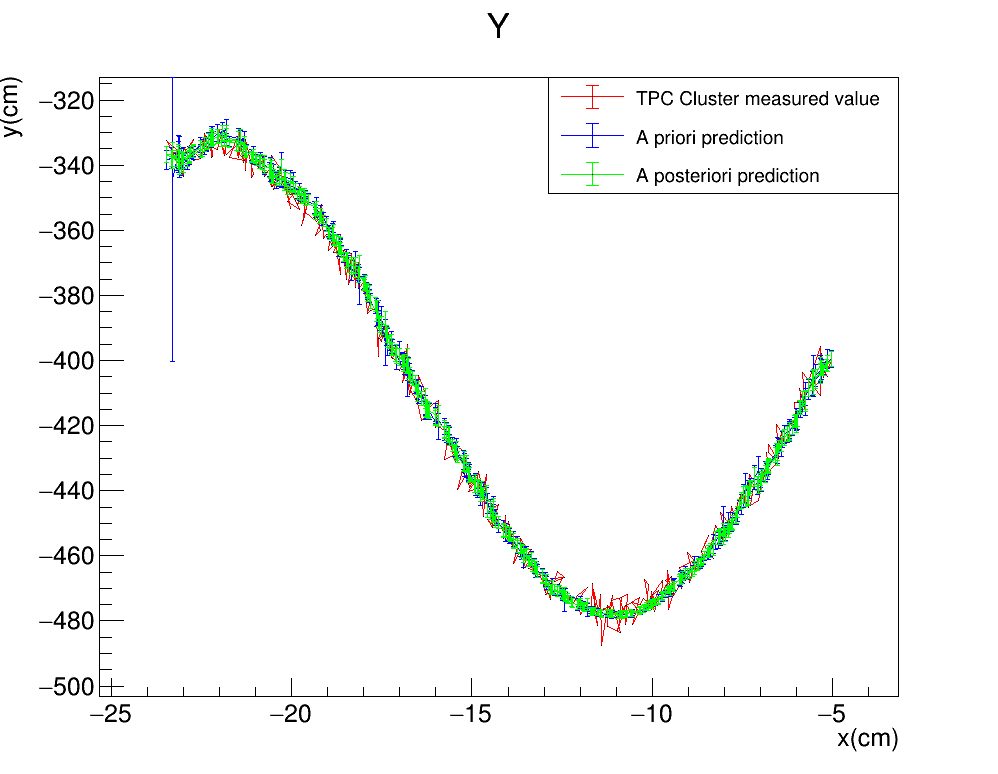 Y
y(cm)
TPC Cluster measured value
A priori prediction
A posteriori prediction
−320
−340
−360
−380
−400
−420
−440
−460
−480
−500
−25 −20 −15 −10 −5
x(cm)